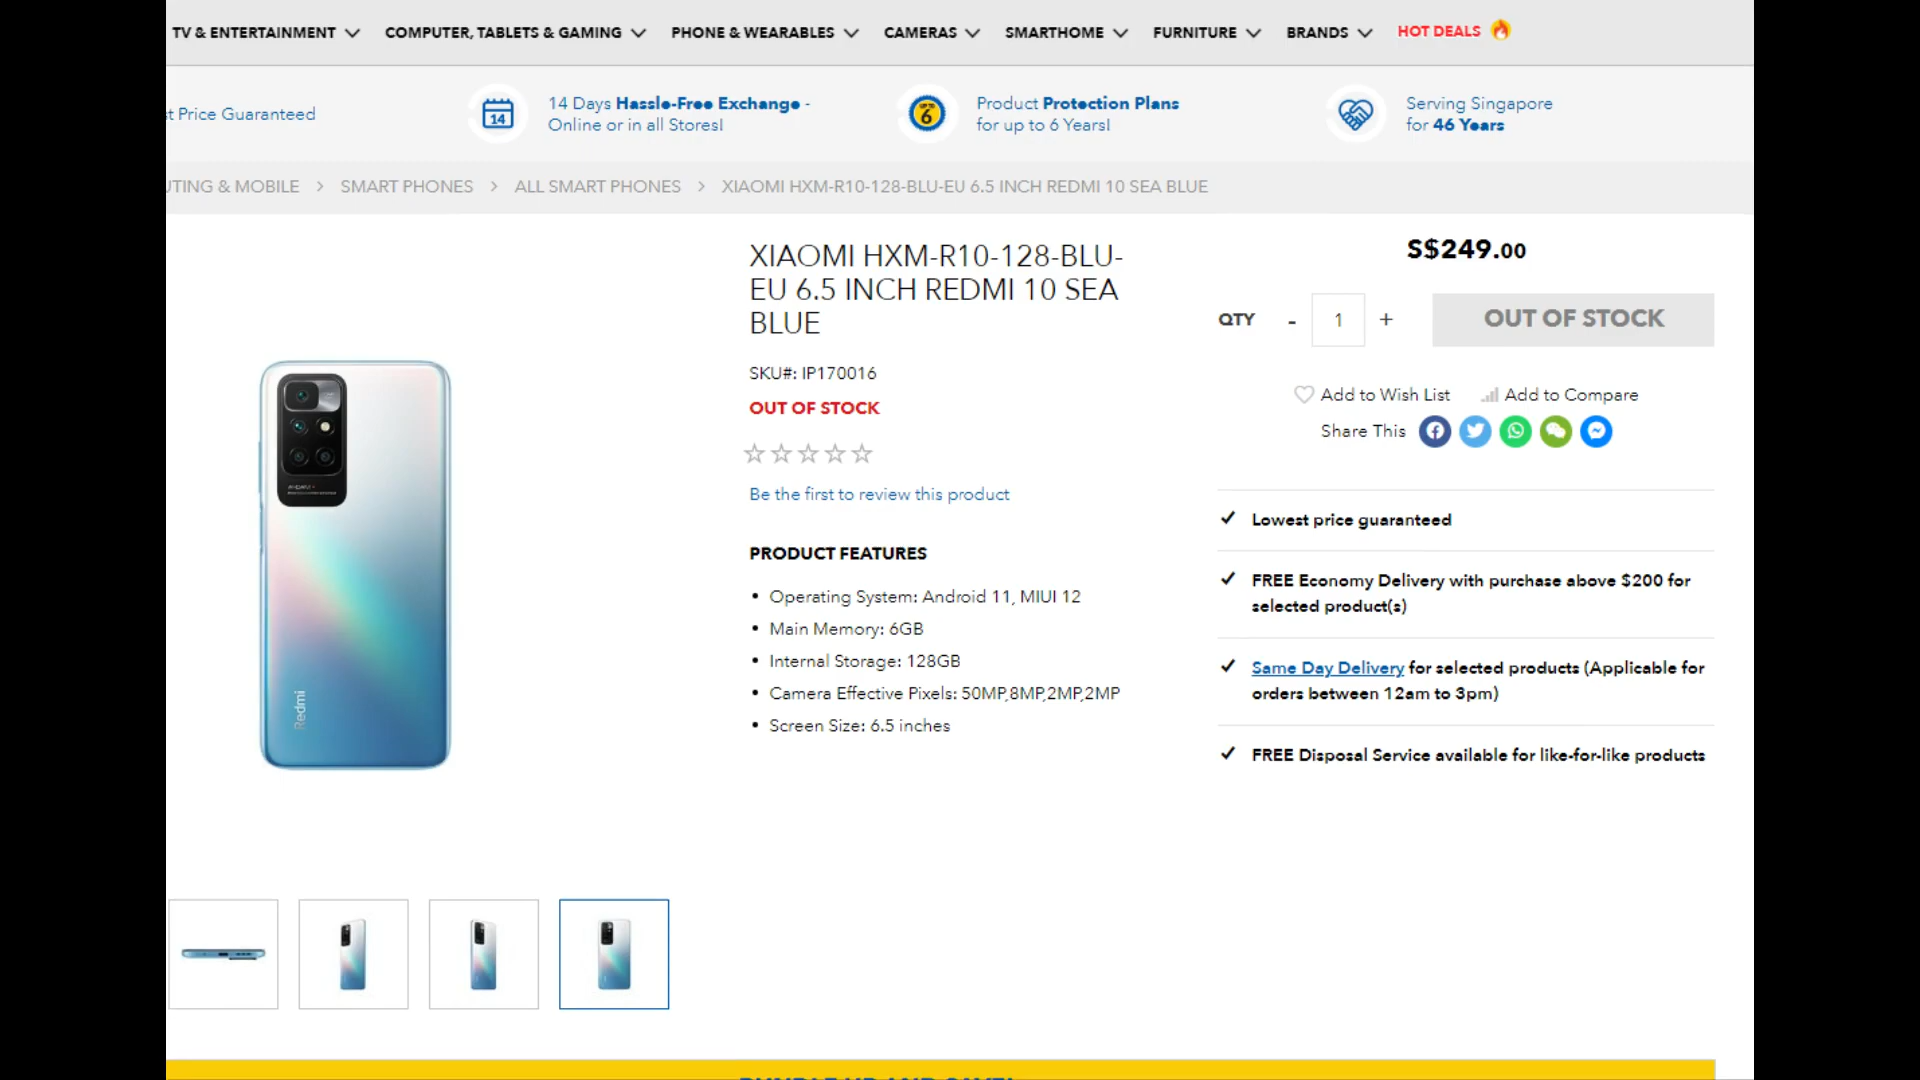 TV & ENTERTAINMENT COMPUTER, TABLETS & GAMING PHONE & WEARABLES CAMERAS SMARTHOME FURNITURE BRANDS HOT DEALS
Price Guaranteed
14 Days Hassle-Free Exchange -
Online or in all Stores!
14
UP TO
6
Product Protection Plans
for up to 6 Years!
Serving Singapore
for 46 Years
& MOBILE > SMART PHONES > ALL SMART PHONES > XIAOMI HXM-R10-128-BLU-EU 6.5 INCH REDMI 10 SEA BLUE
Redmi
XIAOMI HXM-R10-128-BLU-
EU 6.5 INCH REDMI 10 SEA
BLUE
SKU#: IP170016
OUT OF STOCK
Be the first to review this product
PRODUCT FEATURES
• Operating System: Android 11, MIUI 12
• Main Memory: 6GB
• Internal Storage: 128GB
• Camera Effective Pixels: 50MP,8MP,2MP,2MP
• Screen Size: 6.5 inches
S$249.00
QTY - 1 + OUT OF STOCK
Add to Wish List Add to Compare
Share This
Lowest price guaranteed
FREE Economy Delivery with purchase above $200 for
selected product(s)
Same Day Delivery for selected products (Applicable for
orders between 12am to 3pm)
FREE Disposal Service available for like-for-like products
BUNDLE UP AND SAVE!